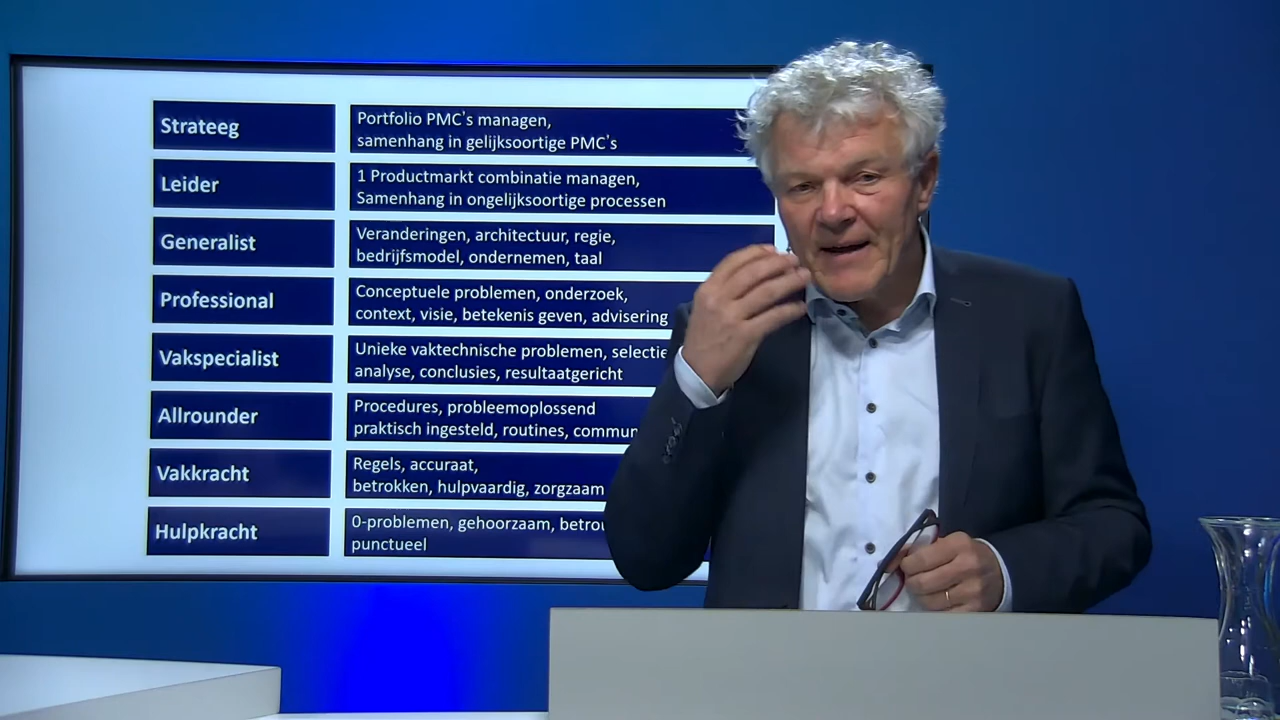 Strateeg
Portfolio PMC's managen,
samenhang in gelijksoortige PMC's
Leider
1 Productmarkt combinatie managen,
Samenhang in ongelijksoortige processen
Generalist
Veranderingen, architectuur, regie,
bedrijfsmodel, ondernemen, taal
Professional
Conceptuele problemen, onderzoek,
context, visie, betekenis geven, advisering
Vakspecialist
Unieke vaktechnische problemen, selectie
analyse, conclusies, resultaatgericht
Allrounder
Procedures, probleemoplossend
praktisch ingesteld, routines,
Vakkracht
Regels, accuraat,
betrokken, hulpvaardig, zorgzaam
Hulpkracht
0-problemen, gehoorzaam,
punctueel